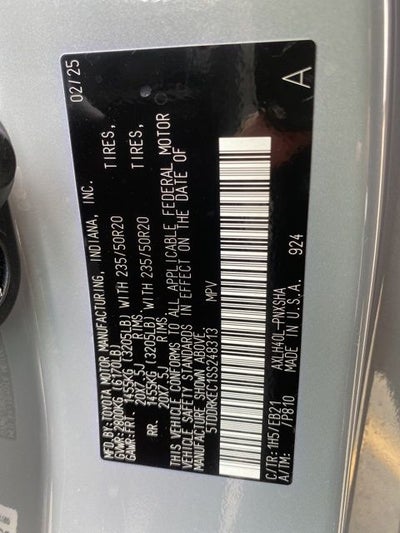 MFD.BY:TOYOTA MOTOR MANUFACTURING, INDIANA, INC. 02/25
GVWR:2800KG (6170LB)
GAWR:FRT. 1455KG(3205LB) WITH 235/50R20 TIRES,
20X7.5J RIMS,
RR. 1455KG(3205LB) WITH 235/50R20 TIRES,
20X7.5J RIMS.
THIS VEHICLE CONFORMS TO ALL APPLICABLE FEDERAL MOTOR
VEHICLE SAFETY STANDARDS IN EFFECT ON THE DATE OF
MANUFACTURE SHOWN ABOVE.
5TDDRKEC1SS248313 MPV
C/TR: 1H5/EB21 AXLH40L-PNXSHA 924 A
A/TM: /P810 MADE IN U.S.A.